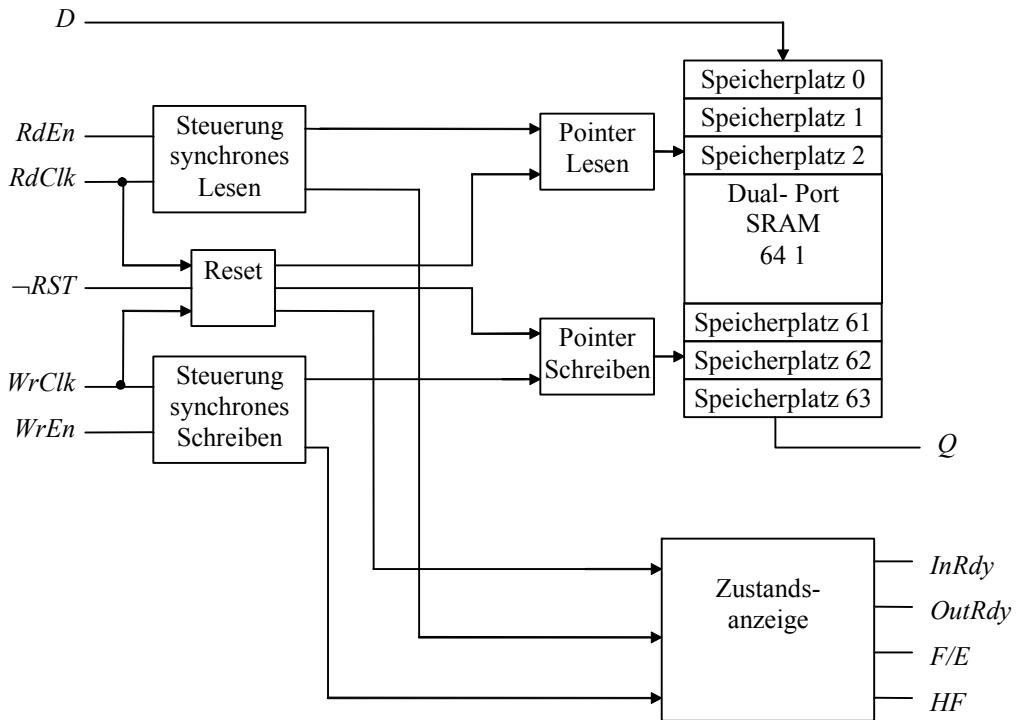 D
Speicherplatz 0
Speicherplatz 1
Speicherplatz 2
Dual- Port
SRAM
64 1
Speicherplatz 61
Speicherplatz 62
Speicherplatz 63
RdEn
RdClk
Steuerung
synchrones
Lesen
Pointer
Lesen
¬RST
Reset
Pointer
Schreiben
WrClk
WrEn
Steuerung
synchrones
Schreiben
Q
Zustands-
anzeige
InRdy
OutRdy
F/E
HF